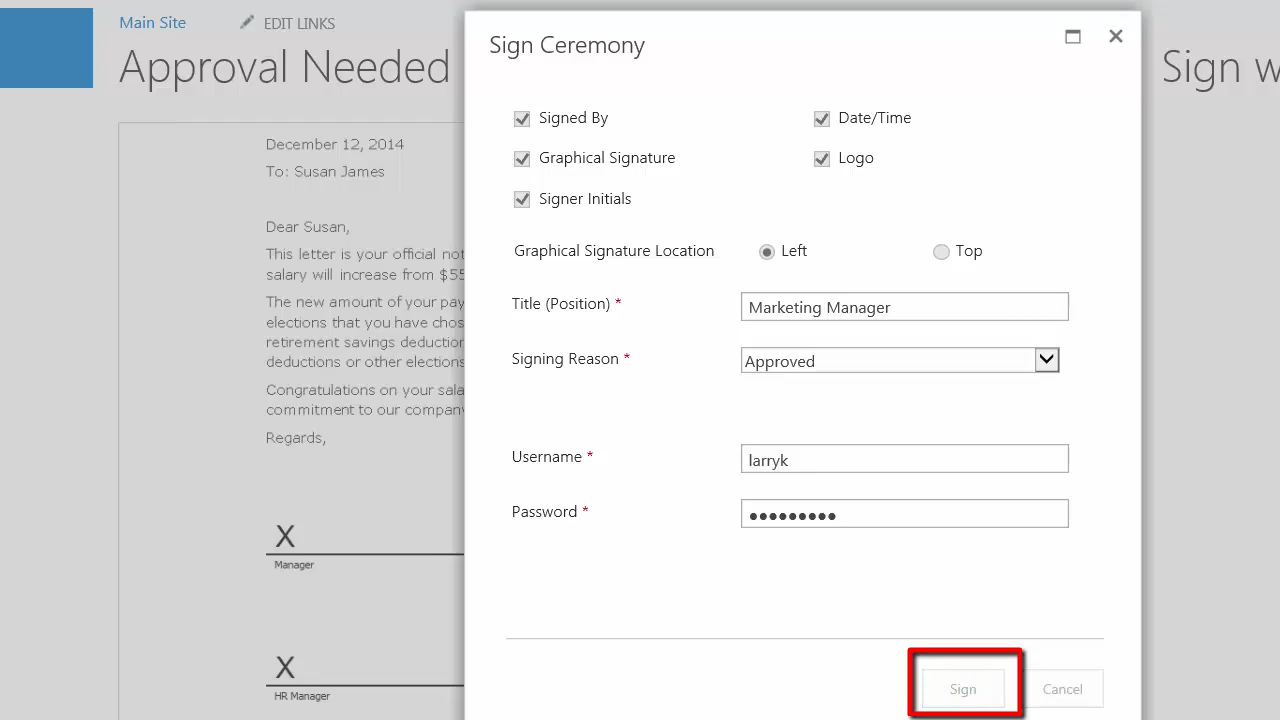 Main Site
EDIT LINKS
Approval Needed
Sign w
Sign Ceremony
Signed By
Date/Time
Graphical Signature
Logo
Signer Initials
Graphical Signature Location
Left
Top
Title (Position) *
Marketing Manager
Signing Reason *
Approved
Username *
larryk
Password *
●●●●●●●●●
Sign
Cancel
December 12, 2014
To: Susan James
Dear Susan,
This letter is your official not
salary will increase from $55
The new amount of your pay
elections that you have chos
retirement savings deduction
deductions or other elections
Congratulations on your sala
commitment to our company
Regards,
X
Manager
X
HR Manager